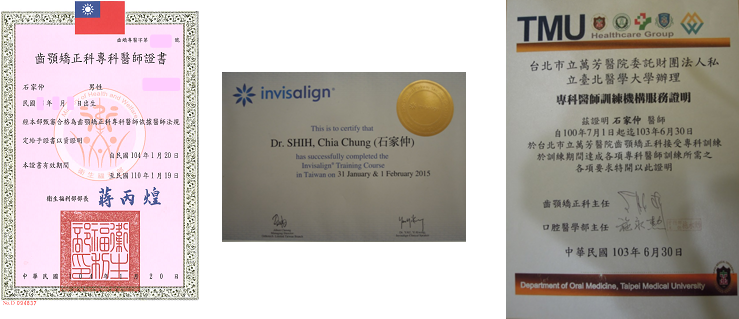 齒顎矯專醫字第 號
齒顎矯正科專科醫師證書
石家仲 男性
民國 年 月 日出生
經本部甄審合格為齒顎矯正科專科醫師依據醫師法規
定給予證書以資證明
自民國104年1月20日
本證書有效期間
至民國110年1月19日
衛生福利部部長 蔣丙煌
衛生福利部印
中華民國 月20日
No.D 094637
invisalign®
This is to certify that
Dr. SHIH, Chia Chung (石家仲)
has successfully completed the
Invisalign® Training Course
in Taiwan on 31 January & 1 February 2015
TMU Healthcare Group
台北市立萬芳醫院委託財團法人私
立臺北醫學大學辦理
專科醫師訓練機構服務證明
茲證明 石家仲 醫師
自100年7月1日起迄103年6月30日
於台北市立萬芳醫院齒顎矯正科接受專科訓練
於訓練期間達成各項專科醫師訓練所需之
各項要求特開以此證明
齒顎矯正科主任
口腔醫學部主任
中華民國 103年6月30日
Department of Oral Medicine, Taipei Medical University